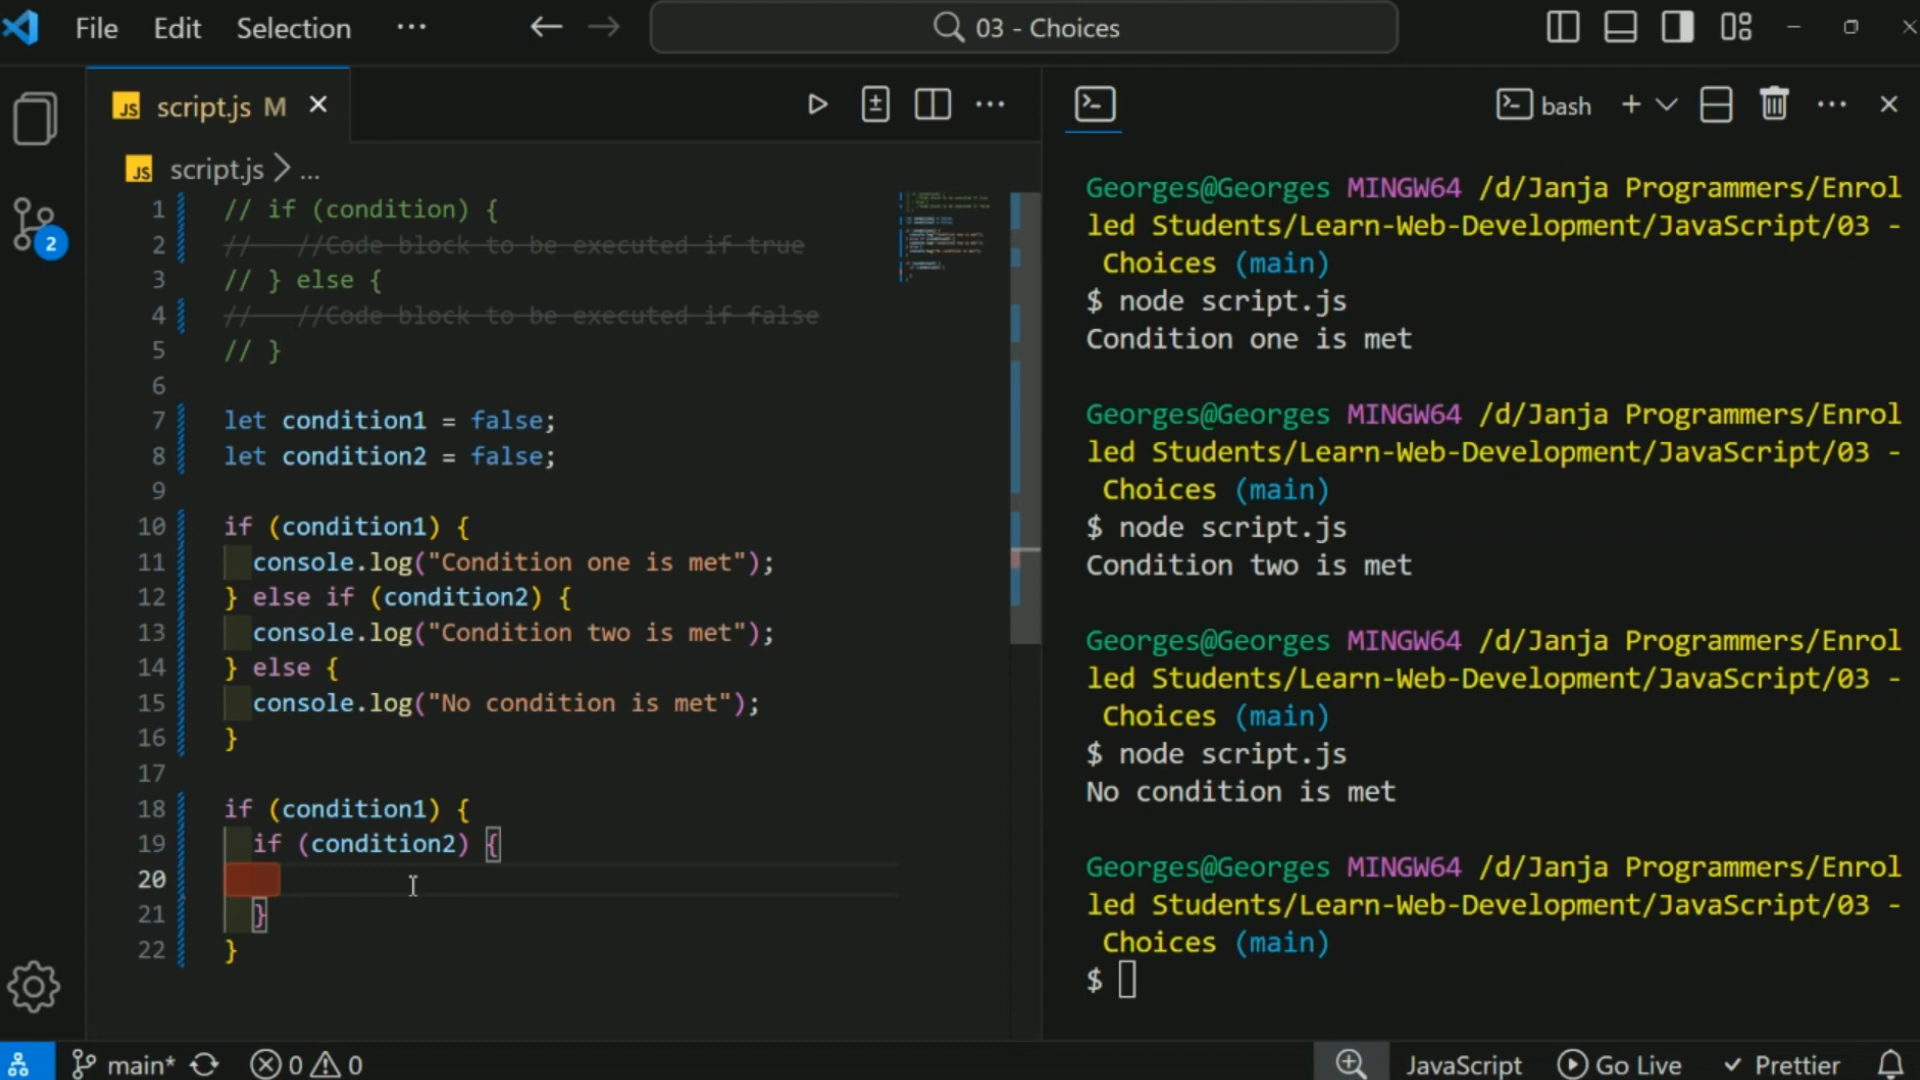 File Edit Selection ···
03 - Choices
JS script.js M
JS script.js > ...
1 // if (condition) {
2 //    //Code block to be executed if true
3 // } else {
4 //    //Code block to be executed if false
5 // }
6
7 let condition1 = false;
8 let condition2 = false;
9
10 if (condition1) {
11   console.log("Condition one is met");
12 } else if (condition2) {
13   console.log("Condition two is met");
14 } else {
15   console.log("No condition is met");
16 }
17
18 if (condition1) {
19   if (condition2) {
20
21   }
22 }
2
bash
Georges@Georges MINGW64 /d/Janja Programmers/Enrol
led Students/Learn-Web-Development/JavaScript/03 -
Choices (main)
$ node script.js
Condition one is met
Georges@Georges MINGW64 /d/Janja Programmers/Enrol
led Students/Learn-Web-Development/JavaScript/03 -
Choices (main)
$ node script.js
Condition two is met
Georges@Georges MINGW64 /d/Janja Programmers/Enrol
led Students/Learn-Web-Development/JavaScript/03 -
Choices (main)
$ node script.js
No condition is met
Georges@Georges MINGW64 /d/Janja Programmers/Enrol
led Students/Learn-Web-Development/JavaScript/03 -
Choices (main)
$
main* 0 0 JavaScript Go Live Prettier